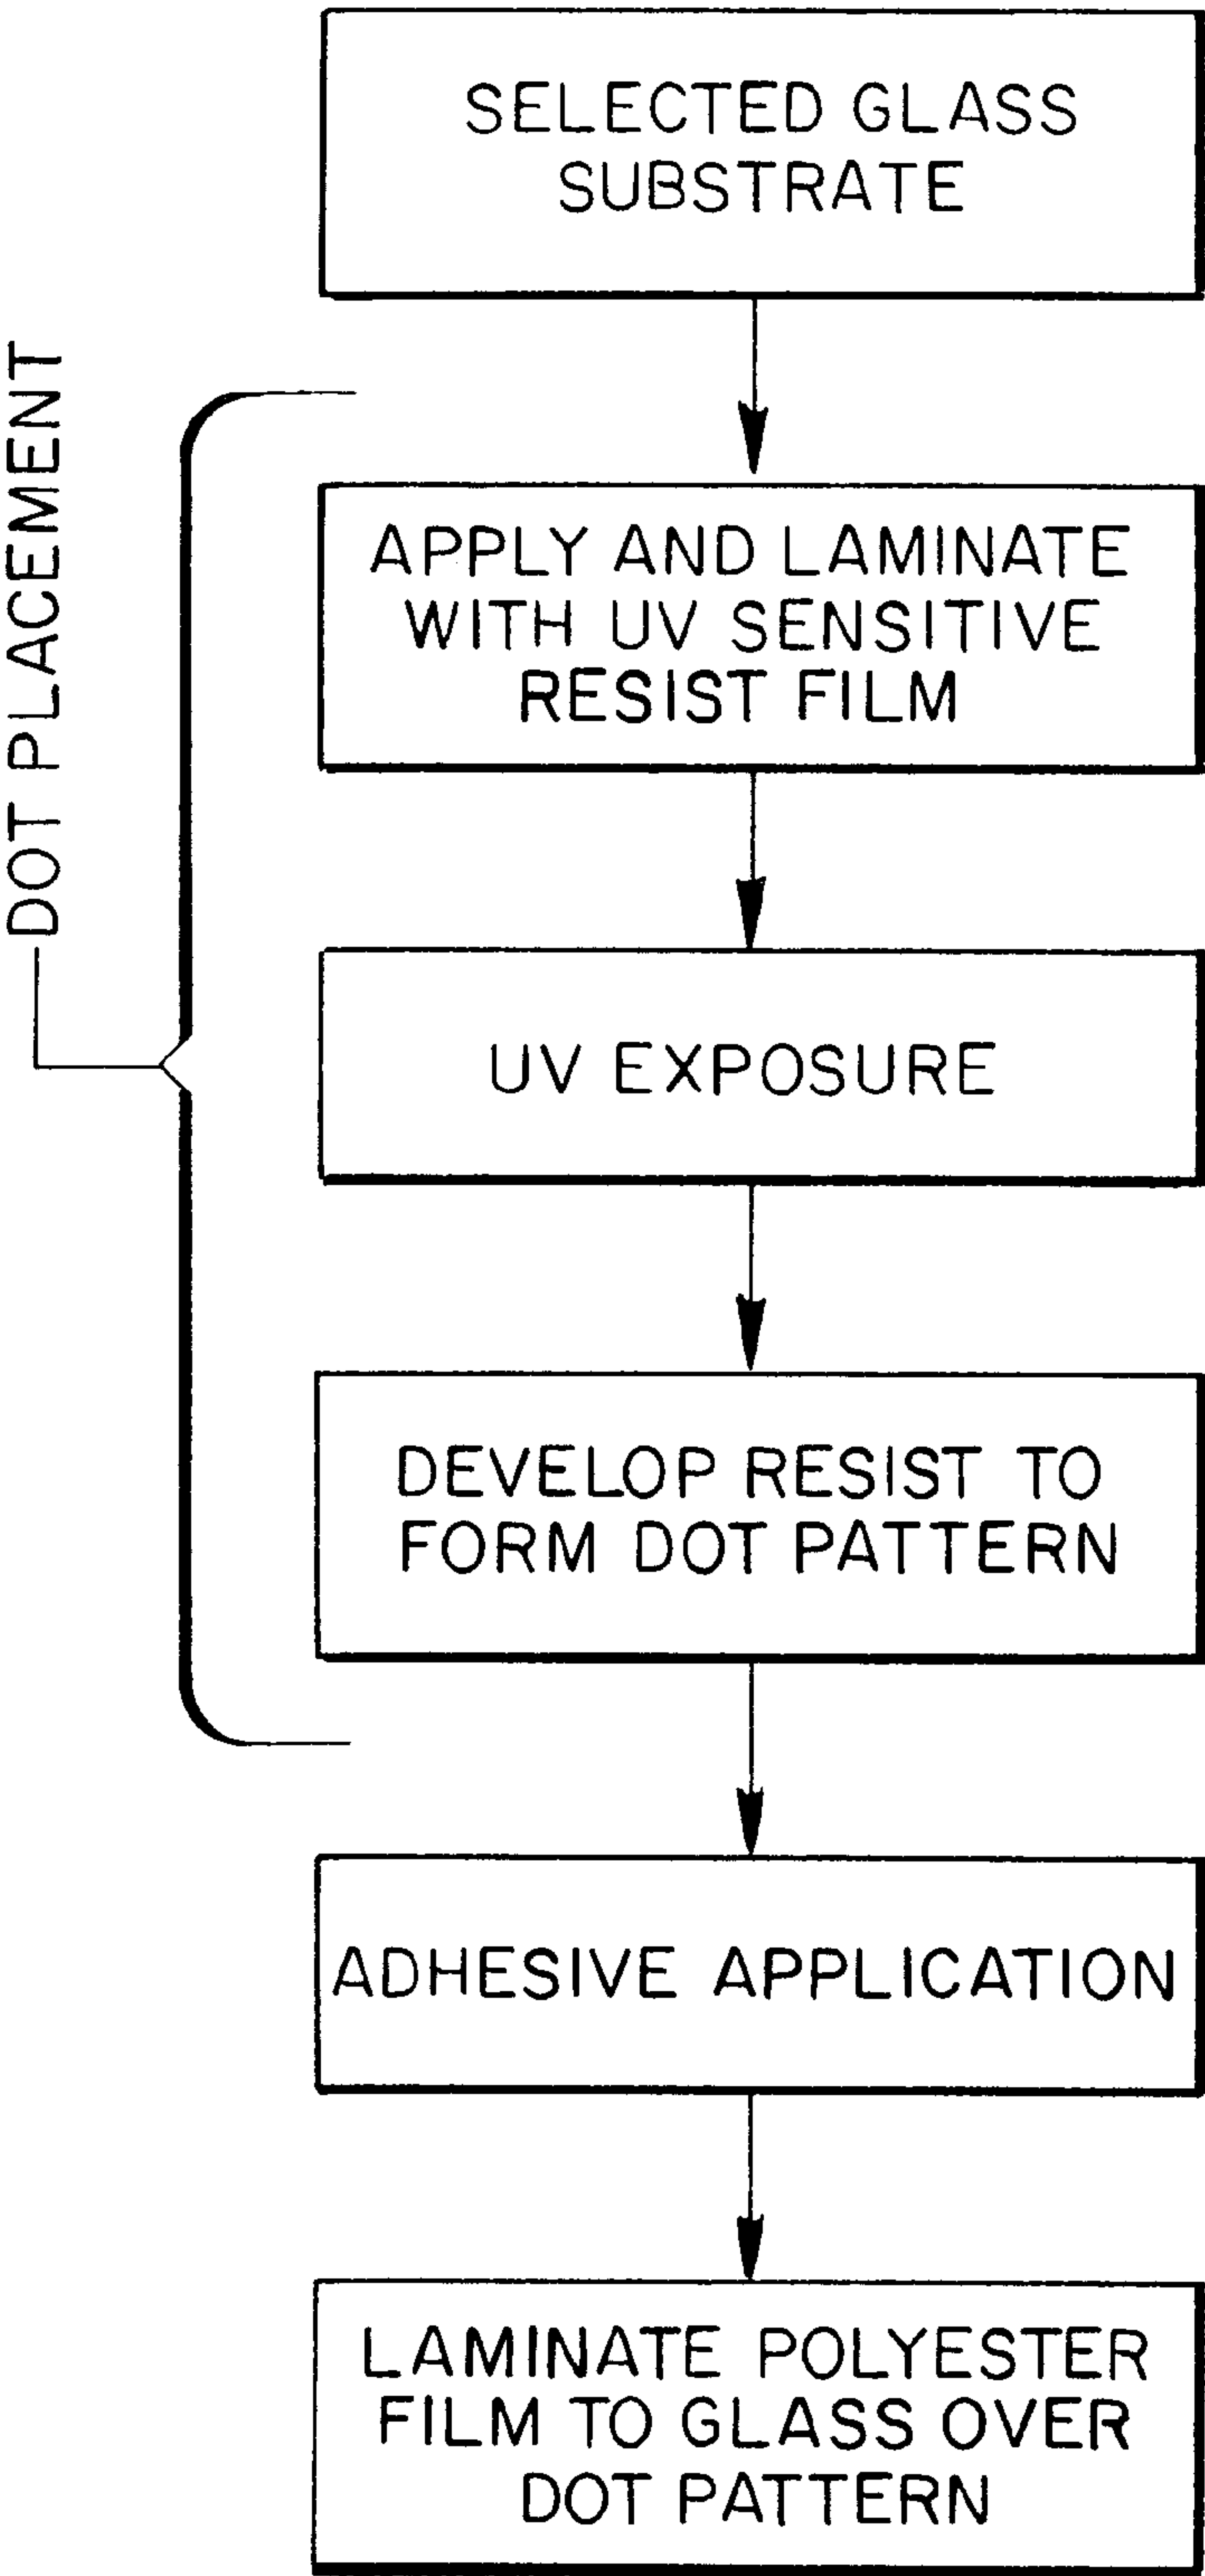 SELECTED GLASS
SUBSTRATE
DOT PLACEMENT
APPLY AND LAMINATE
WITH UV SENSITIVE
RESIST FILM
UV EXPOSURE
DEVELOP RESIST TO
FORM DOT PATTERN
ADHESIVE APPLICATION
LAMINATE POLYESTER
FILM TO GLASS OVER
DOT PATTERN